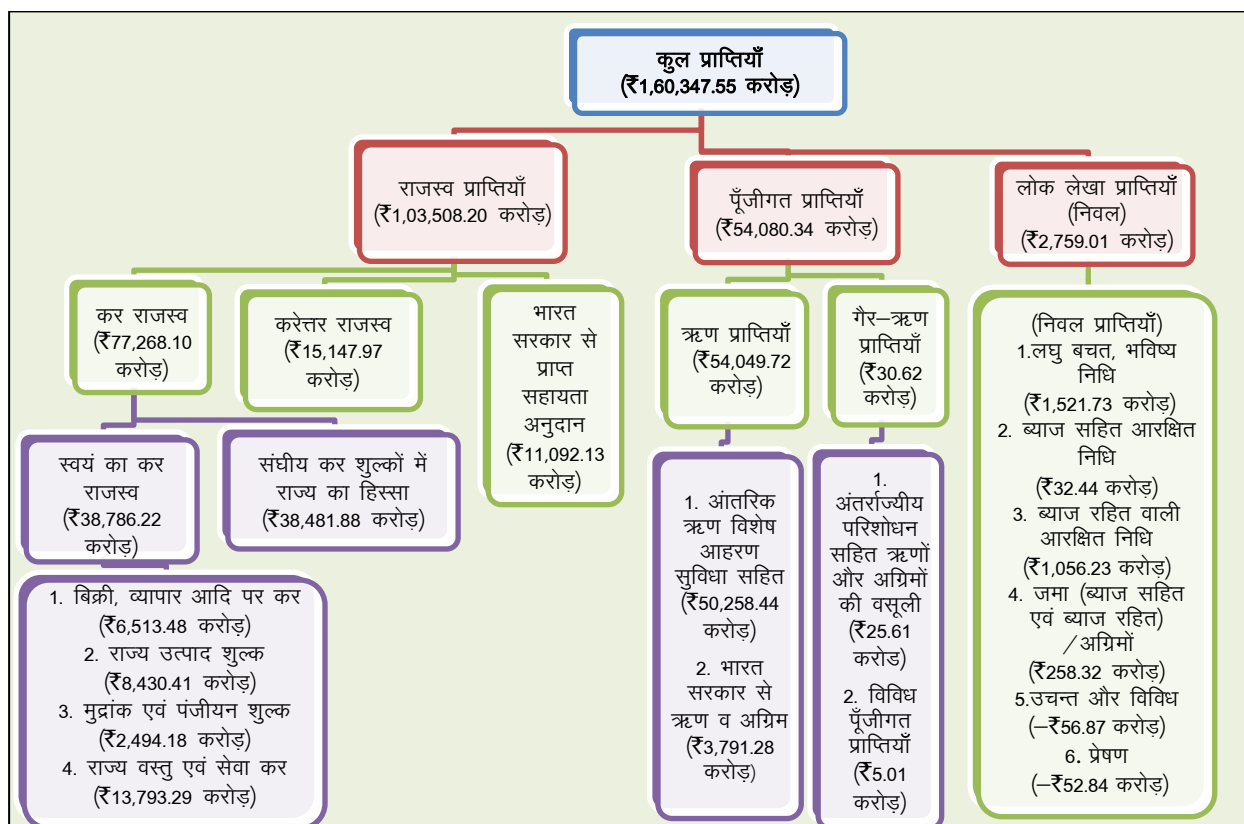 कुल प्राप्तियाँ
(₹1,60,347.55 करोड़)
राजस्व प्राप्तियाँ
(₹1,03,508.20 करोड़)
पूँजीगत प्राप्तियाँ
(₹54,080.34 करोड़)
लोक लेखा प्राप्तियाँ
(निवल)
(₹2,759.01 करोड़)
कर राजस्व
(₹77,268.10
करोड़)
करेत्तर राजस्व
(₹15,147.97
करोड़)
भारत
सरकार से
प्राप्त
सहायता
अनुदान
(₹11,092.13
करोड़)
ऋण प्राप्तियाँ
(₹54,049.72
करोड़)
गैर–ऋण
प्राप्तियाँ
(₹30.62
करोड़)
स्वयं का कर
राजस्व
(₹38,786.22
करोड़)
संघीय कर शुल्कों में
राज्य का हिस्सा
(₹38,481.88 करोड़)
1. बिक्री, व्यापार आदि पर कर
(₹6,513.48 करोड़)
2. राज्य उत्पाद शुल्क
(₹8,430.41 करोड़)
3. मुद्रांक एवं पंजीयन शुल्क
(₹2,494.18 करोड़)
4. राज्य वस्तु एवं सेवा कर
(₹13,793.29 करोड़)
1. आंतरिक
ऋण विशेष
आहरण
सुविधा सहित
(₹50,258.44
करोड़)
2. भारत
सरकार से
ऋण व अग्रिम
(₹3,791.28
करोड़)
1.
अंतर्राज्यीय
परिशोधन
सहित ऋणों
और अग्रिमों
की वसूली
(₹25.61
करोड)
2. विविध
पूँजीगत
प्राप्तियाँ
(₹5.01
करोड़)
(निवल प्राप्तियाँ)
1.लघु बचत, भविष्य
निधि
(₹1,521.73 करोड़)
2. ब्याज सहित आरक्षित
निधि
(₹32.44 करोड़)
3. ब्याज रहित वाली
आरक्षित निधि
(₹1,056.23 करोड़)
4. जमा (ब्याज सहित
एवं ब्याज रहित)
/अग्रिमों
(₹258.32 करोड़)
5.उचन्त और विविध
(–₹56.87 करोड़)
6. प्रेषण
(–₹52.84 करोड़)